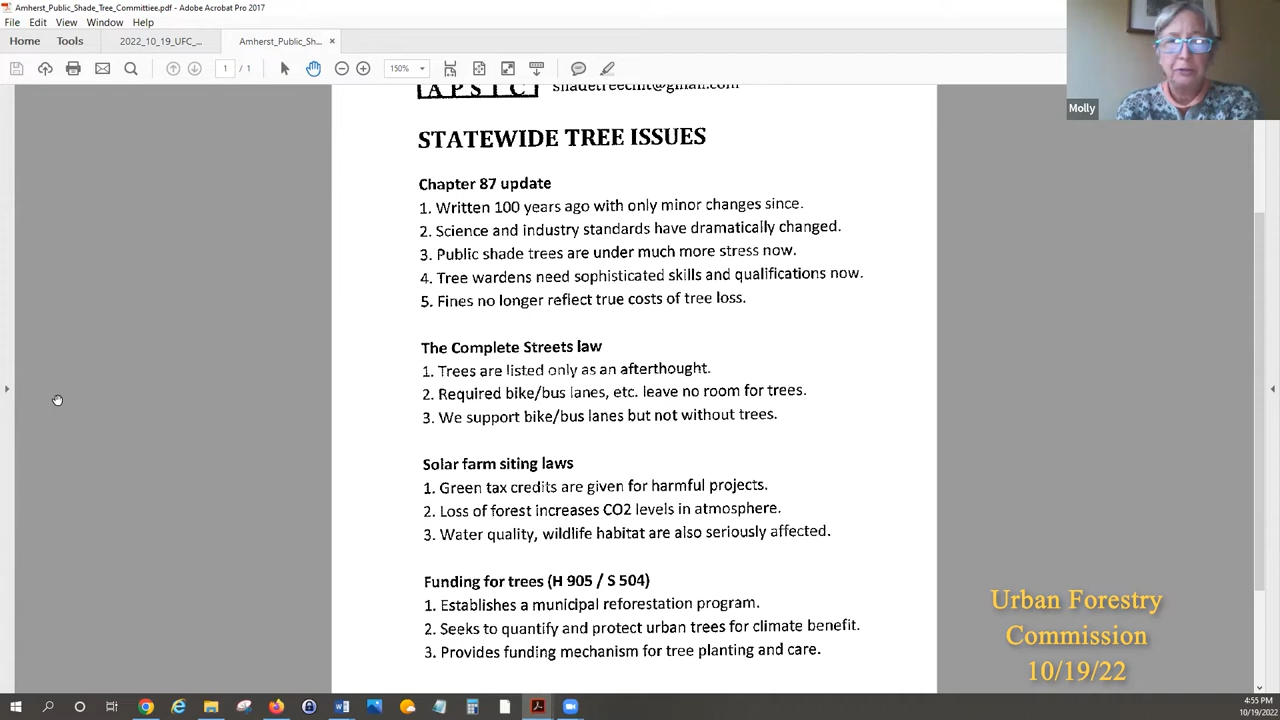 Amherst_Public_Shade_Tree_Committiee.pdf - Adobe Acrobat Pro 2017
File Edit View Window Help
Home Tools 2022_10_19_UFC_... Amherst_Public_Sh... ×
1 / 1 150%
A P S T C shadetreecmt@gmail.com
Molly
STATEWIDE TREE ISSUES
Chapter 87 update
1. Written 100 years ago with only minor changes since.
2. Science and industry standards have dramatically changed.
3. Public shade trees are under much more stress now.
4. Tree wardens need sophisticated skills and qualifications now.
5. Fines no longer reflect true costs of tree loss.
The Complete Streets law
1. Trees are listed only as an afterthought.
2. Required bike/bus lanes, etc. leave no room for trees.
3. We support bike/bus lanes but not without trees.
Solar farm siting laws
1. Green tax credits are given for harmful projects.
2. Loss of forest increases CO2 levels in atmosphere.
3. Water quality, wildlife habitat are also seriously affected.
Funding for trees (H 905 / S 504)
1. Establishes a municipal reforestation program.
2. Seeks to quantify and protect urban trees for climate benefit.
3. Provides funding mechanism for tree planting and care.
Urban Forestry
Commission
10/19/22
4:55 PM
10/19/2022